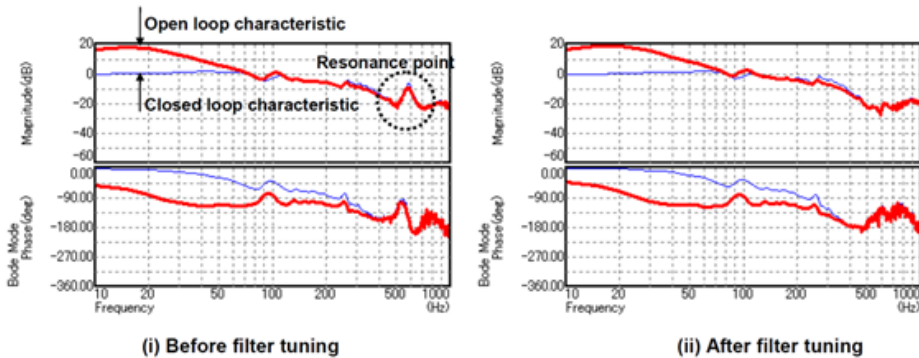 Open loop characteristic
Resonance point
Closed loop characteristic
Magnitude(dB)
20
0
-20
-40
-60
Bode Mode
Phase(deg)
0.00
-90.00
-180.00
-270.00
-360.00
10 20 50 100 200 500 1000
Frequency (Hz)
(i) Before filter tuning
Magnitude(dB)
20
0
-20
-40
-60
Bode Mode
Phase(deg)
0.00
-90.00
-180.00
-270.00
-360.00
10 20 50 100 200 500 1000
Frequency (Hz)
(ii) After filter tuning